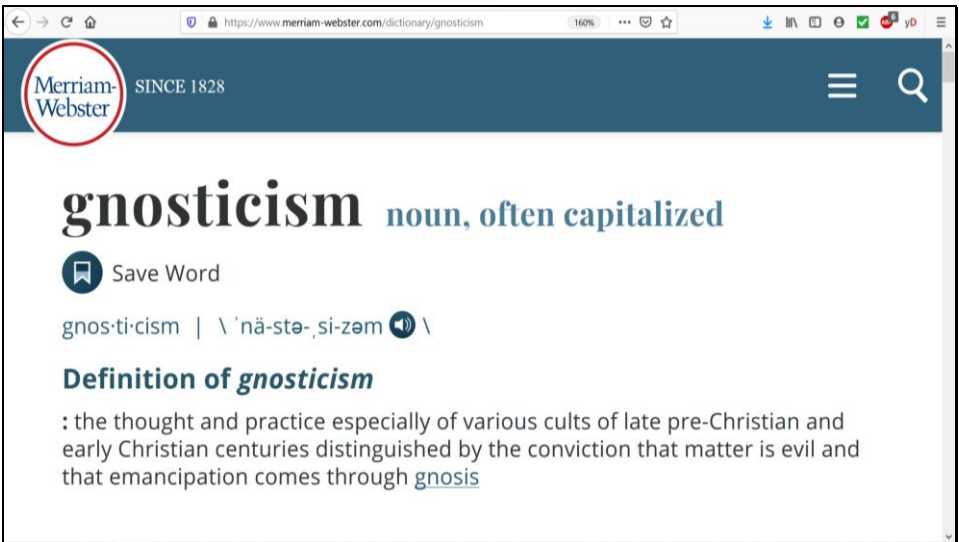 https://www.merriam-webster.com/dictionary/gnosticism
160%
ABP
yD
Merriam-
Webster
SINCE 1828
gnosticism noun, often capitalized
Save Word
gnos·ti·cism | \ ˈnä-stə-ˌsi-zəm \
Definition of gnosticism
: the thought and practice especially of various cults of late pre-Christian and
early Christian centuries distinguished by the conviction that matter is evil and
that emancipation comes through gnosis